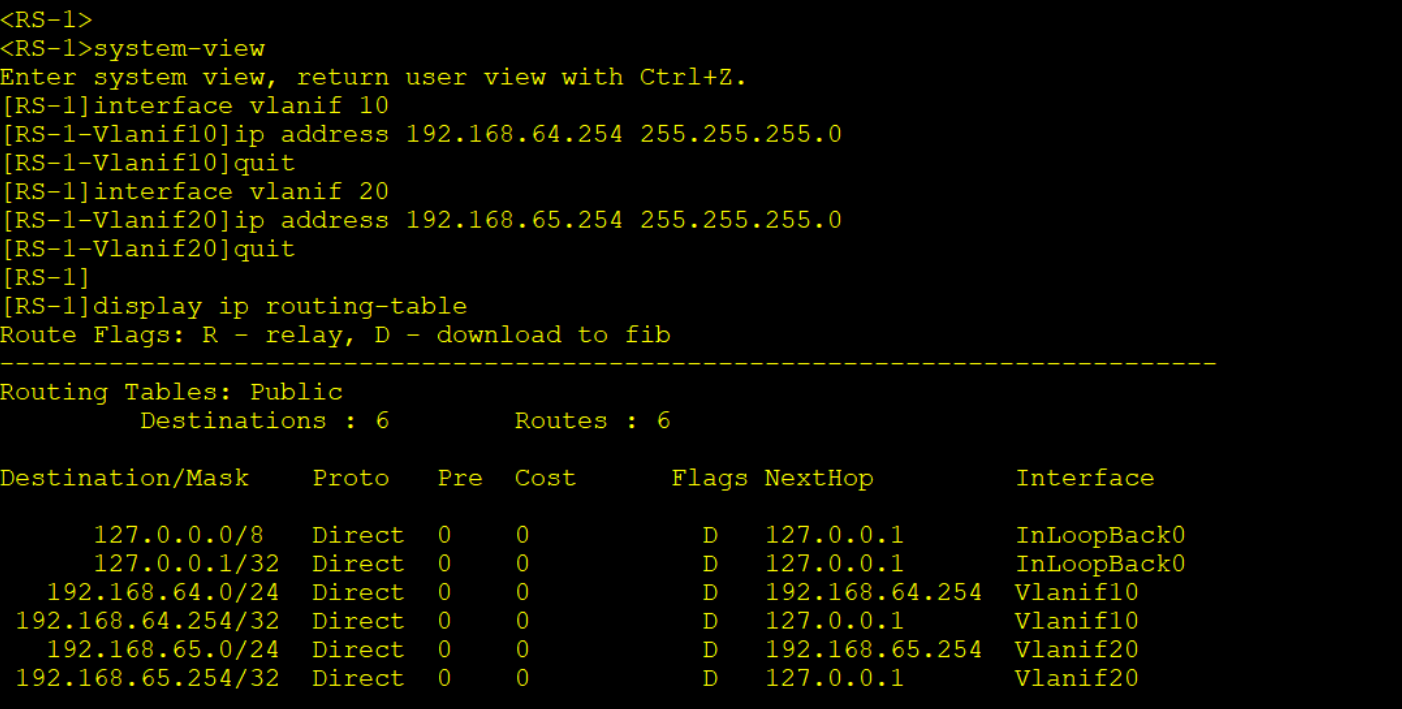 <RS-1>
<RS-1>system-view
Enter system view, return user view with Ctrl+Z.
[RS-1]interface vlanif 10
[RS-1-Vlanif10]ip address 192.168.64.254 255.255.255.0
[RS-1-Vlanif10]quit
[RS-1]interface vlanif 20
[RS-1-Vlanif20]ip address 192.168.65.254 255.255.255.0
[RS-1-Vlanif20]quit
[RS-1]
[RS-1]display ip routing-table
Route Flags: R - relay, D - download to fib
------------------------------------------------------------------------------
Routing Tables: Public
         Destinations : 6        Routes : 6

Destination/Mask    Proto   Pre  Cost      Flags NextHop         Interface

      127.0.0.0/8   Direct  0    0           D   127.0.0.1       InLoopBack0
      127.0.0.1/32  Direct  0    0           D   127.0.0.1       InLoopBack0
   192.168.64.0/24  Direct  0    0           D   192.168.64.254  Vlanif10
 192.168.64.254/32  Direct  0    0           D   127.0.0.1       Vlanif10
   192.168.65.0/24  Direct  0    0           D   192.168.65.254  Vlanif20
 192.168.65.254/32  Direct  0    0           D   127.0.0.1       Vlanif20